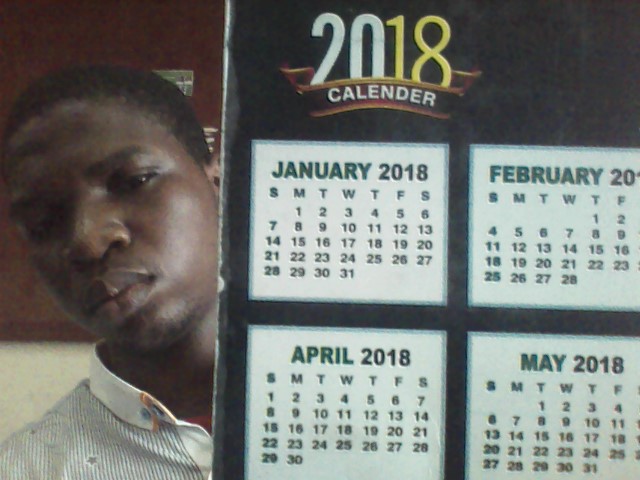 2018
CALENDER
JANUARY 2018
S M T W T F S
1 2 3 4 5 6
7 8 9 10 11 12 13
14 15 16 17 18 19 20
21 22 23 24 25 26 27
28 29 30 31
FEBRUARY 201
S M T W T F
1 2
4 5 6 7 8 9
11 12 13 14 15 16
18 19 20 21 22 23
25 26 27 28
APRIL 2018
S M T W T F S
1 2 3 4 5 6 7
8 9 10 11 12 13 14
15 16 17 18 19 20 21
22 23 24 25 26 27 28
29 30
MAY 2018
S M T W T F S
1 2 3 4
6 7 8 9 10 11
13 14 15 16 17 18
20 21 22 23 24 25
27 28 29 30 31